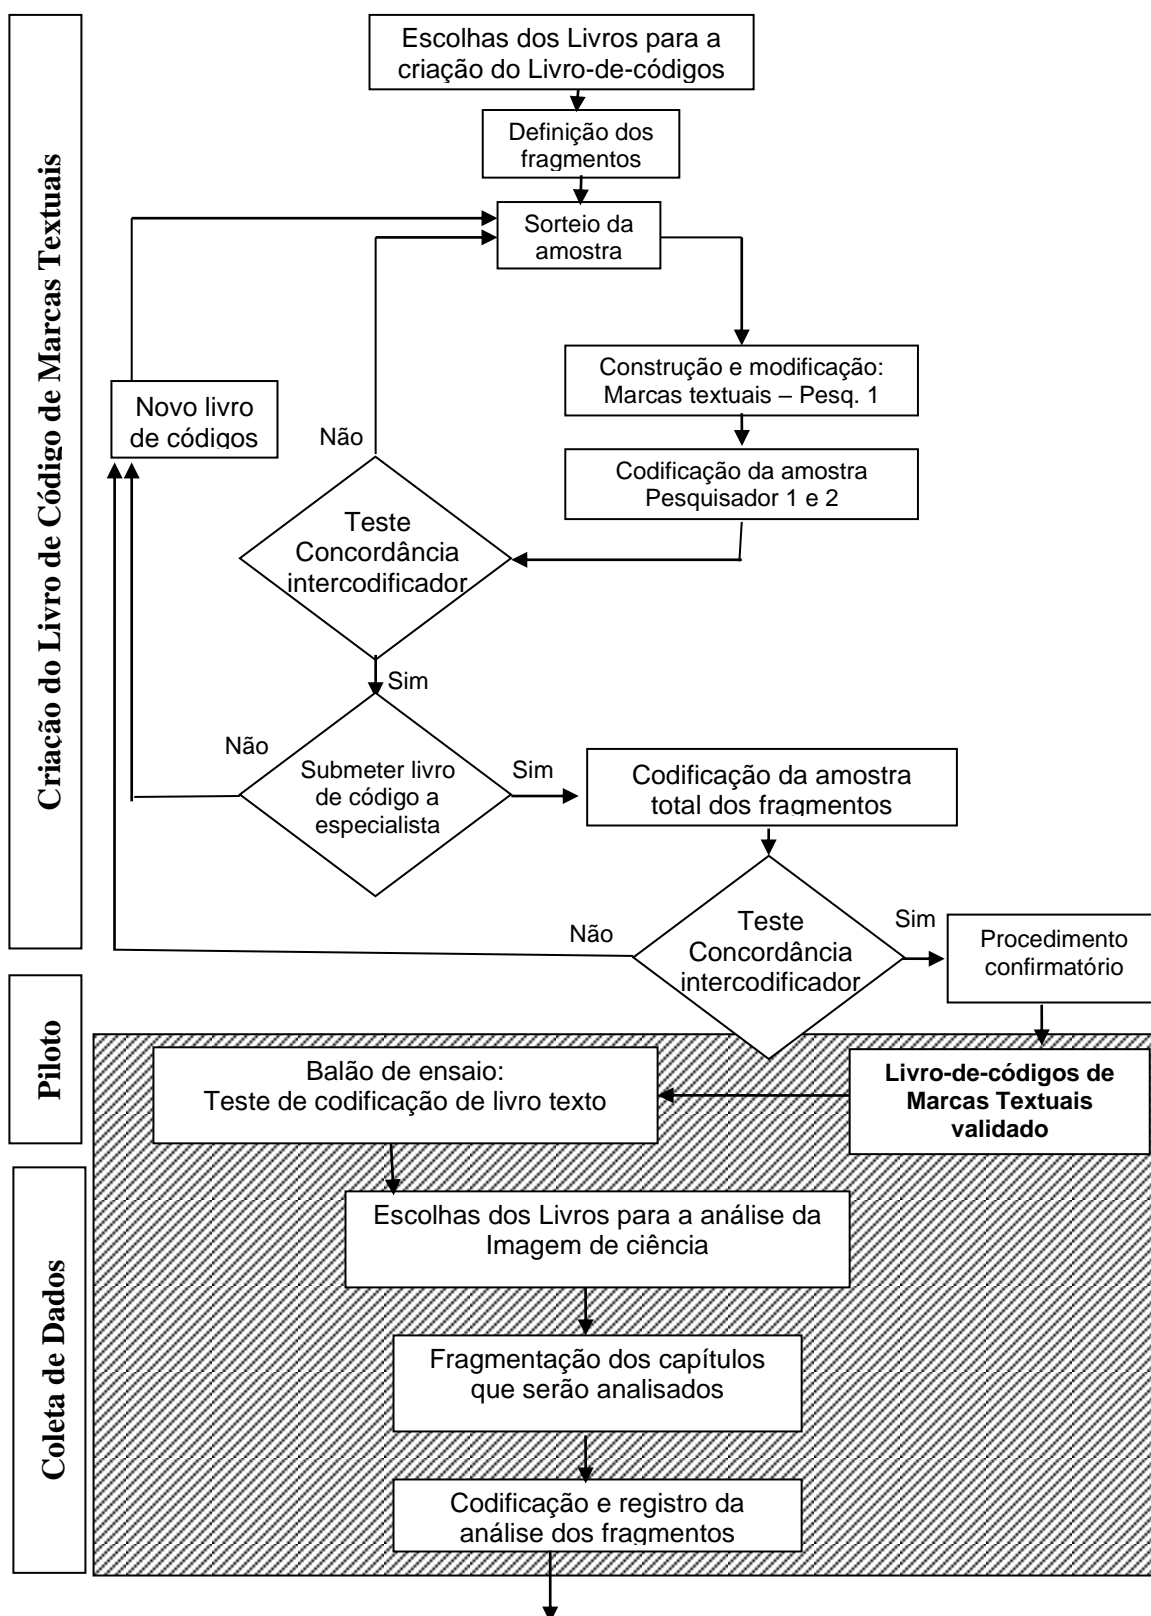 Criação do Livro de Código de Marcas Textuais
Escolhas dos Livros para a
criação do Livro-de-códigos
Definição dos
fragmentos
Sorteio da
amostra
Construção e modificação:
Marcas textuais – Pesq. 1
Novo livro
de códigos
Não
Codificação da amostra
Pesquisador 1 e 2
Teste
Concordância
intercodificador
Sim
Não
Submeter livro
de código a
especialista
Sim
Codificação da amostra
total dos fragmentos
Não
Teste
Concordância
intercodificador
Sim
Procedimento
confirmatório
Piloto
Balão de ensaio:
Teste de codificação de livro texto
Livro-de-códigos de
Marcas Textuais
validado
Coleta de Dados
Escolhas dos Livros para a análise da
Imagem de ciência
Fragmentação dos capítulos
que serão analisados
Codificação e registro da
análise dos fragmentos